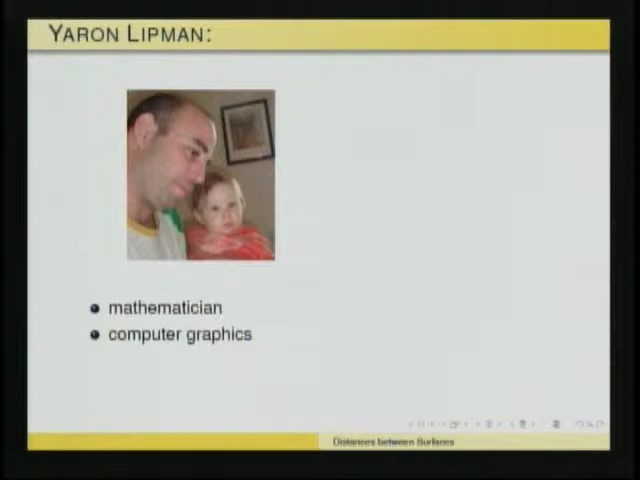 YARON LIPMAN:
mathematician
computer graphics
Distances between Surfaces